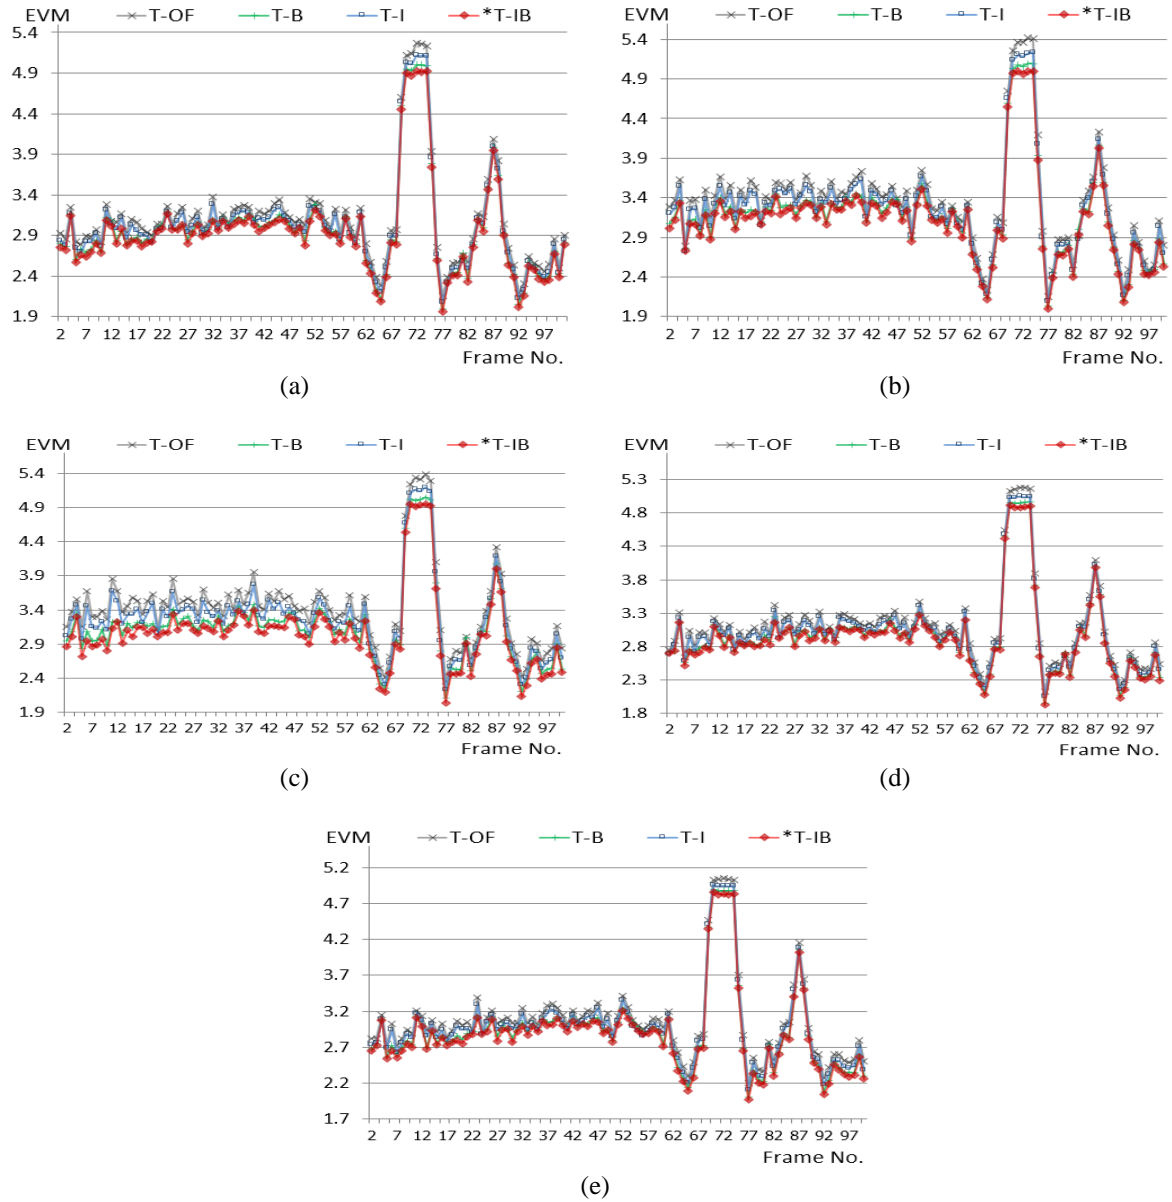 EVM T-OF T-B T-I *T-IB
5.4
4.9
4.4
3.9
3.4
2.9
2.4
1.9
2 7 12 17 22 27 32 37 42 47 52 57 62 67 72 77 82 87 92 97
Frame No.
(a)
EVM T-OF T-B T-I *T-IB
5.4
4.9
4.4
3.9
3.4
2.9
2.4
1.9
2 7 12 17 22 27 32 37 42 47 52 57 62 67 72 77 82 87 92 97
Frame No.
(b)
EVM T-OF T-B T-I *T-IB
5.4
4.9
4.4
3.9
3.4
2.9
2.4
1.9
2 7 12 17 22 27 32 37 42 47 52 57 62 67 72 77 82 87 92 97
Frame No.
(c)
EVM T-OF T-B T-I *T-IB
5.3
4.8
4.3
3.8
3.3
2.8
2.3
1.8
2 7 12 17 22 27 32 37 42 47 52 57 62 67 72 77 82 87 92 97
Frame No.
(d)
EVM T-OF T-B T-I *T-IB
5.2
4.7
4.2
3.7
3.2
2.7
2.2
1.7
2 7 12 17 22 27 32 37 42 47 52 57 62 67 72 77 82 87 92 97
Frame No.
(e)